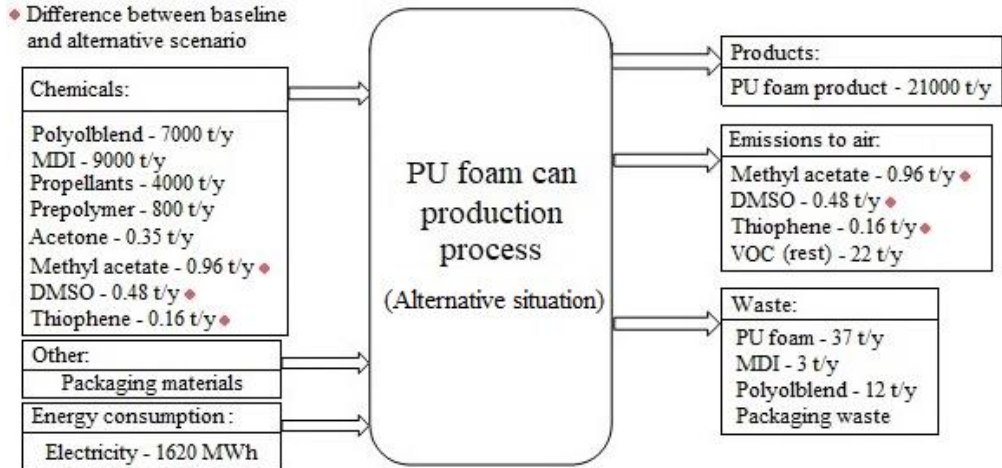 Difference between baseline
and alternative scenario
Chemicals:
Polyolblend - 7000 t/y
MDI - 9000 t/y
Propellants - 4000 t/y
Prepolymer - 800 t/y
Acetone - 0.35 t/y
Methyl acetate - 0.96 t/y
DMSO - 0.48 t/y
Thiophene - 0.16 t/y
Other:
Packaging materials
Energy consumption :
Electricity - 1620 MWh
PU foam can
production
process
(Alternative situation)
Products:
PU foam product - 21000 t/y
Emissions to air:
Methyl acetate - 0.96 t/y
DMSO - 0.48 t/y
Thiophene - 0.16 t/y
VOC (rest) - 22 t/y
Waste:
PU foam - 37 t/y
MDI - 3 t/y
Polyolblend - 12 t/y
Packaging waste